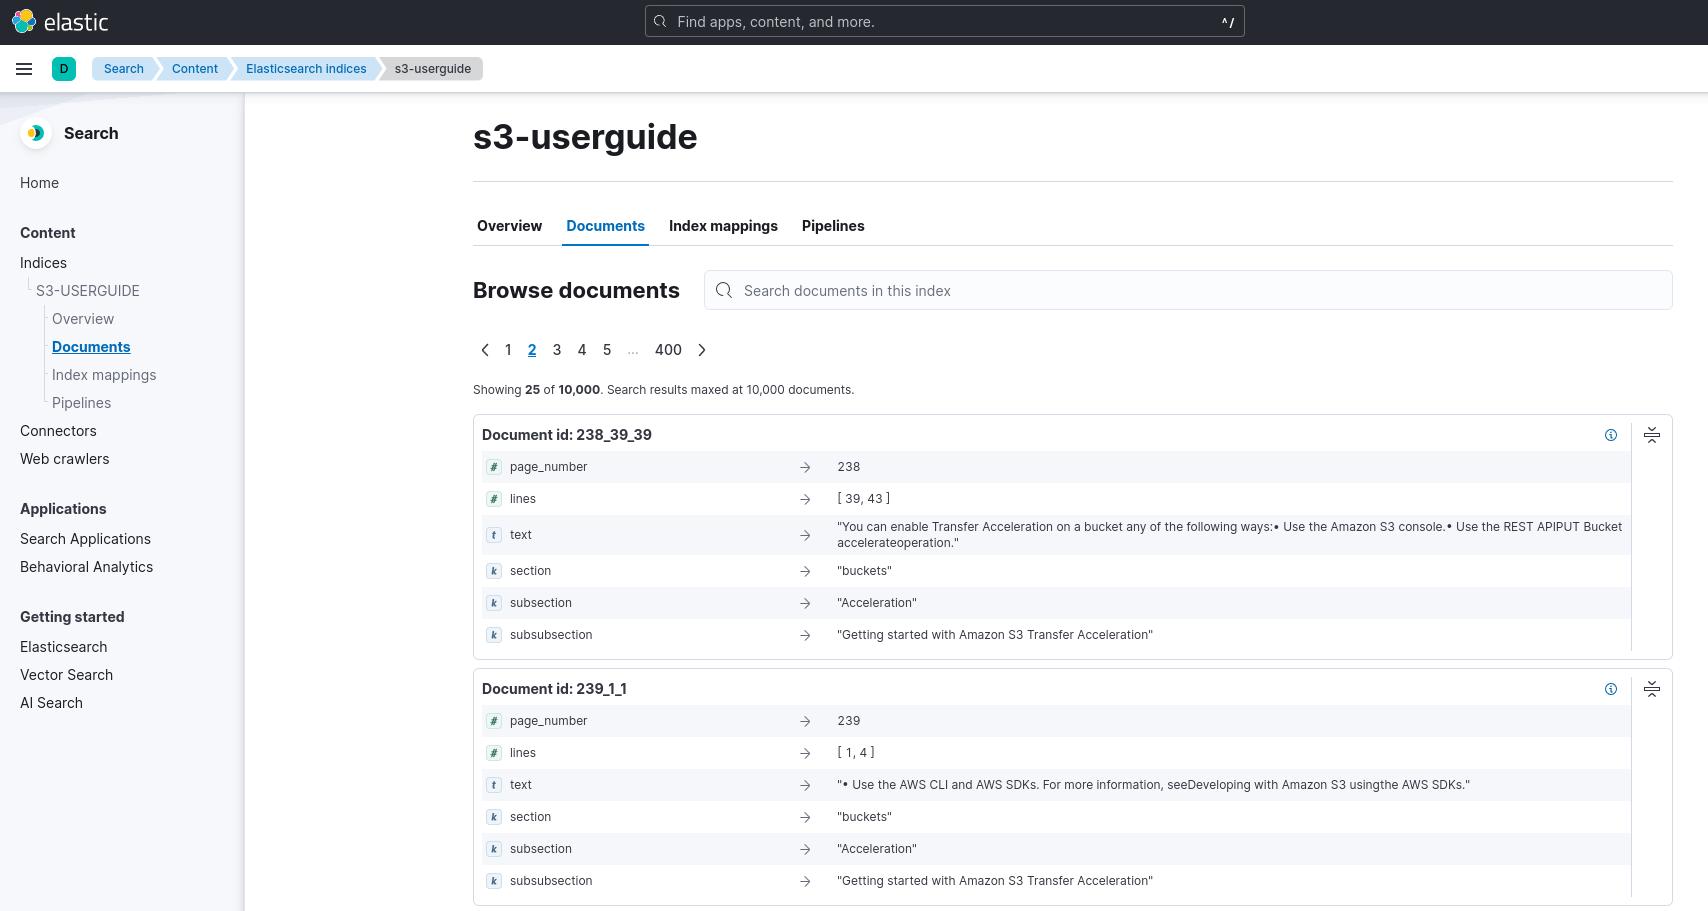 elastic
Find apps, content, and more.
^/
D
Search
Content
Elasticsearch indices
s3-userguide
Search
Home
Content
Indices
S3-USERGUIDE
Overview
Documents
Index mappings
Pipelines
Connectors
Web crawlers
Applications
Search Applications
Behavioral Analytics
Getting started
Elasticsearch
Vector Search
AI Search
s3-userguide
Overview Documents Index mappings Pipelines
Browse documents
Search documents in this index
1 2 3 4 5 ... 400
Showing 25 of 10,000. Search results maxed at 10,000 documents.
Document id: 238_39_39
# page_number → 238
# lines → [ 39, 43 ]
t text → "You can enable Transfer Acceleration on a bucket any of the following ways:• Use the Amazon S3 console.• Use the REST APIPUT Bucket
accelerateoperation."
k section → "buckets"
k subsection → "Acceleration"
k subsubsection → "Getting started with Amazon S3 Transfer Acceleration"
Document id: 239_1_1
# page_number → 239
# lines → [ 1, 4 ]
t text → "• Use the AWS CLI and AWS SDKs. For more information, seeDeveloping with Amazon S3 usingthe AWS SDKs."
k section → "buckets"
k subsection → "Acceleration"
k subsubsection → "Getting started with Amazon S3 Transfer Acceleration"